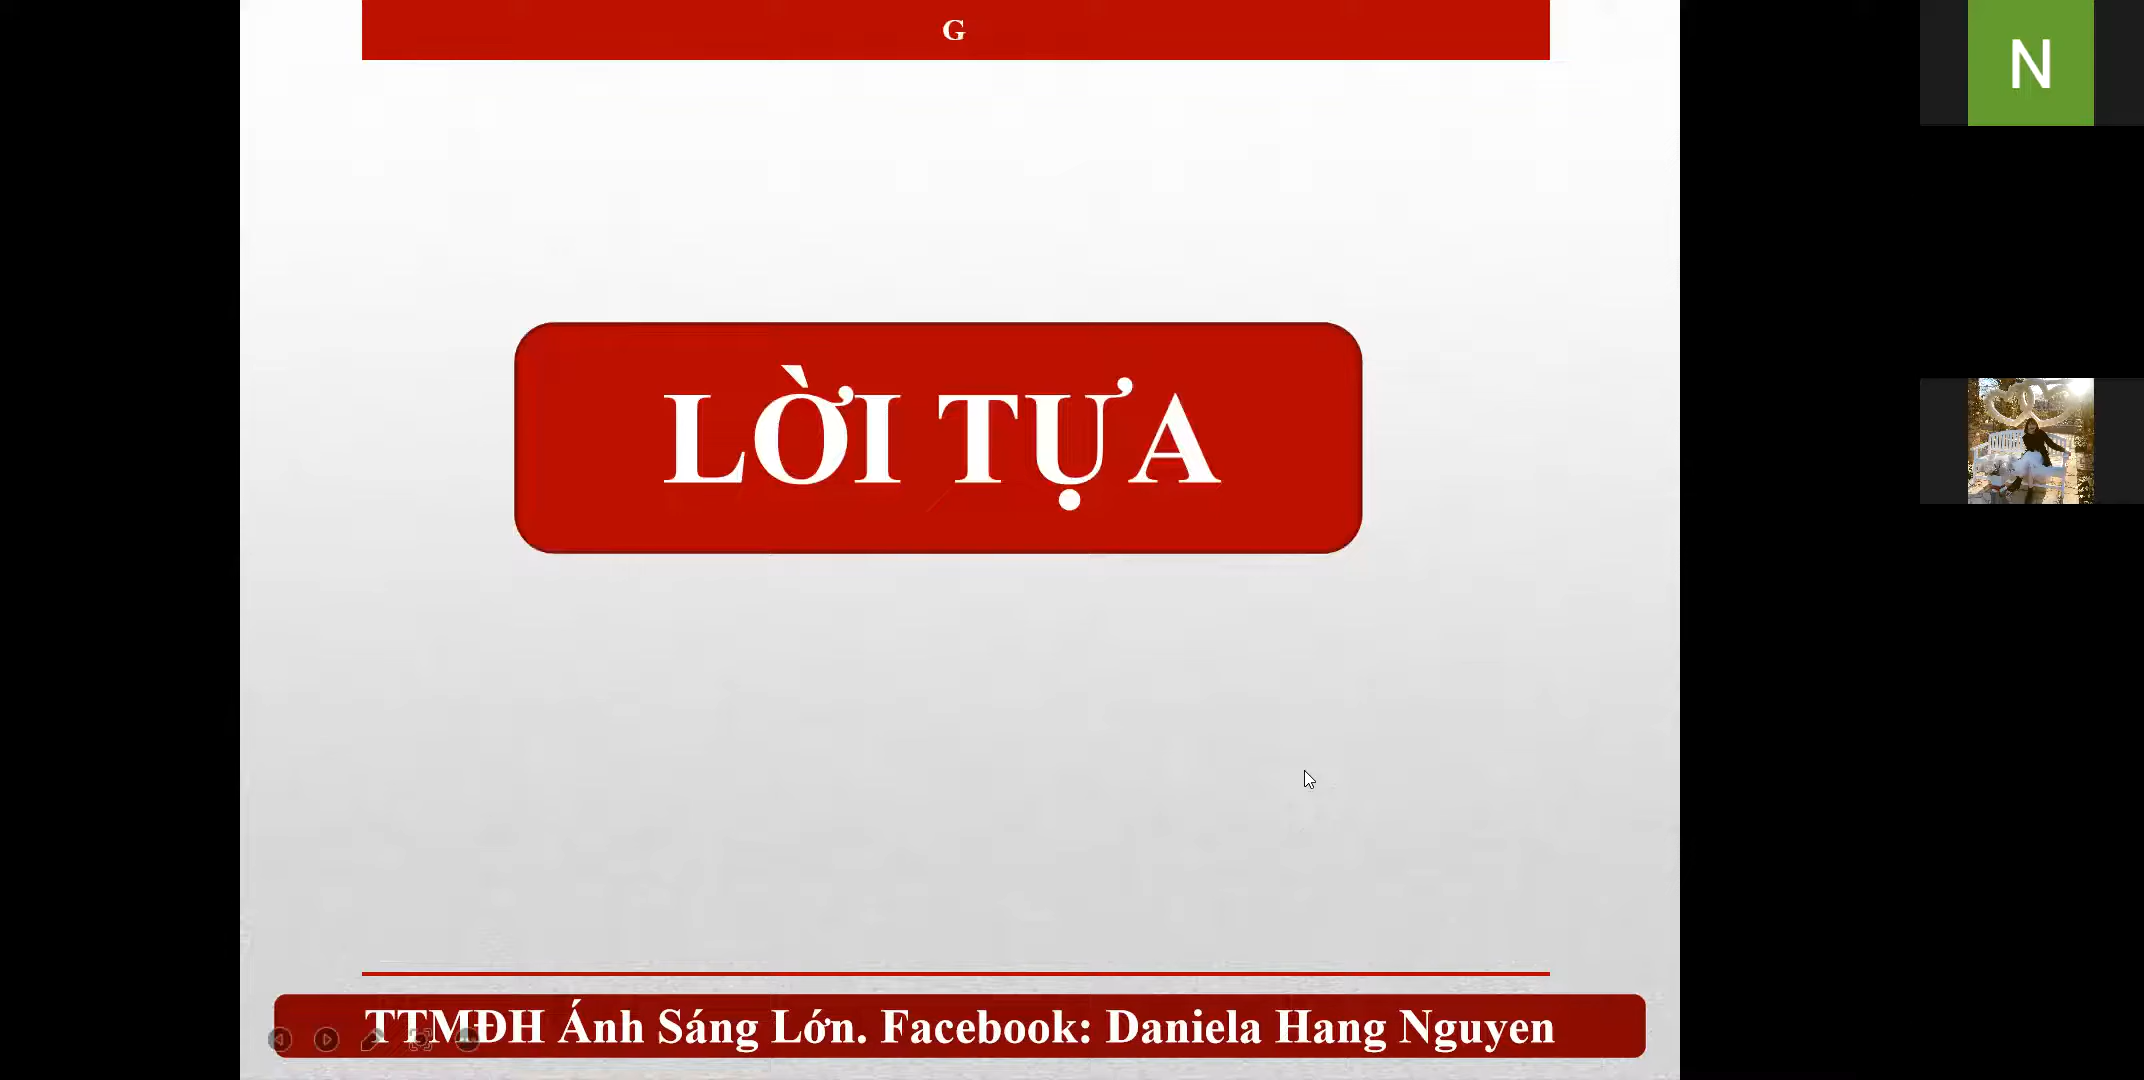 G
N
LỜI TỰA
TTMĐH Ánh Sáng Lớn. Facebook: Daniela Hang Nguyen